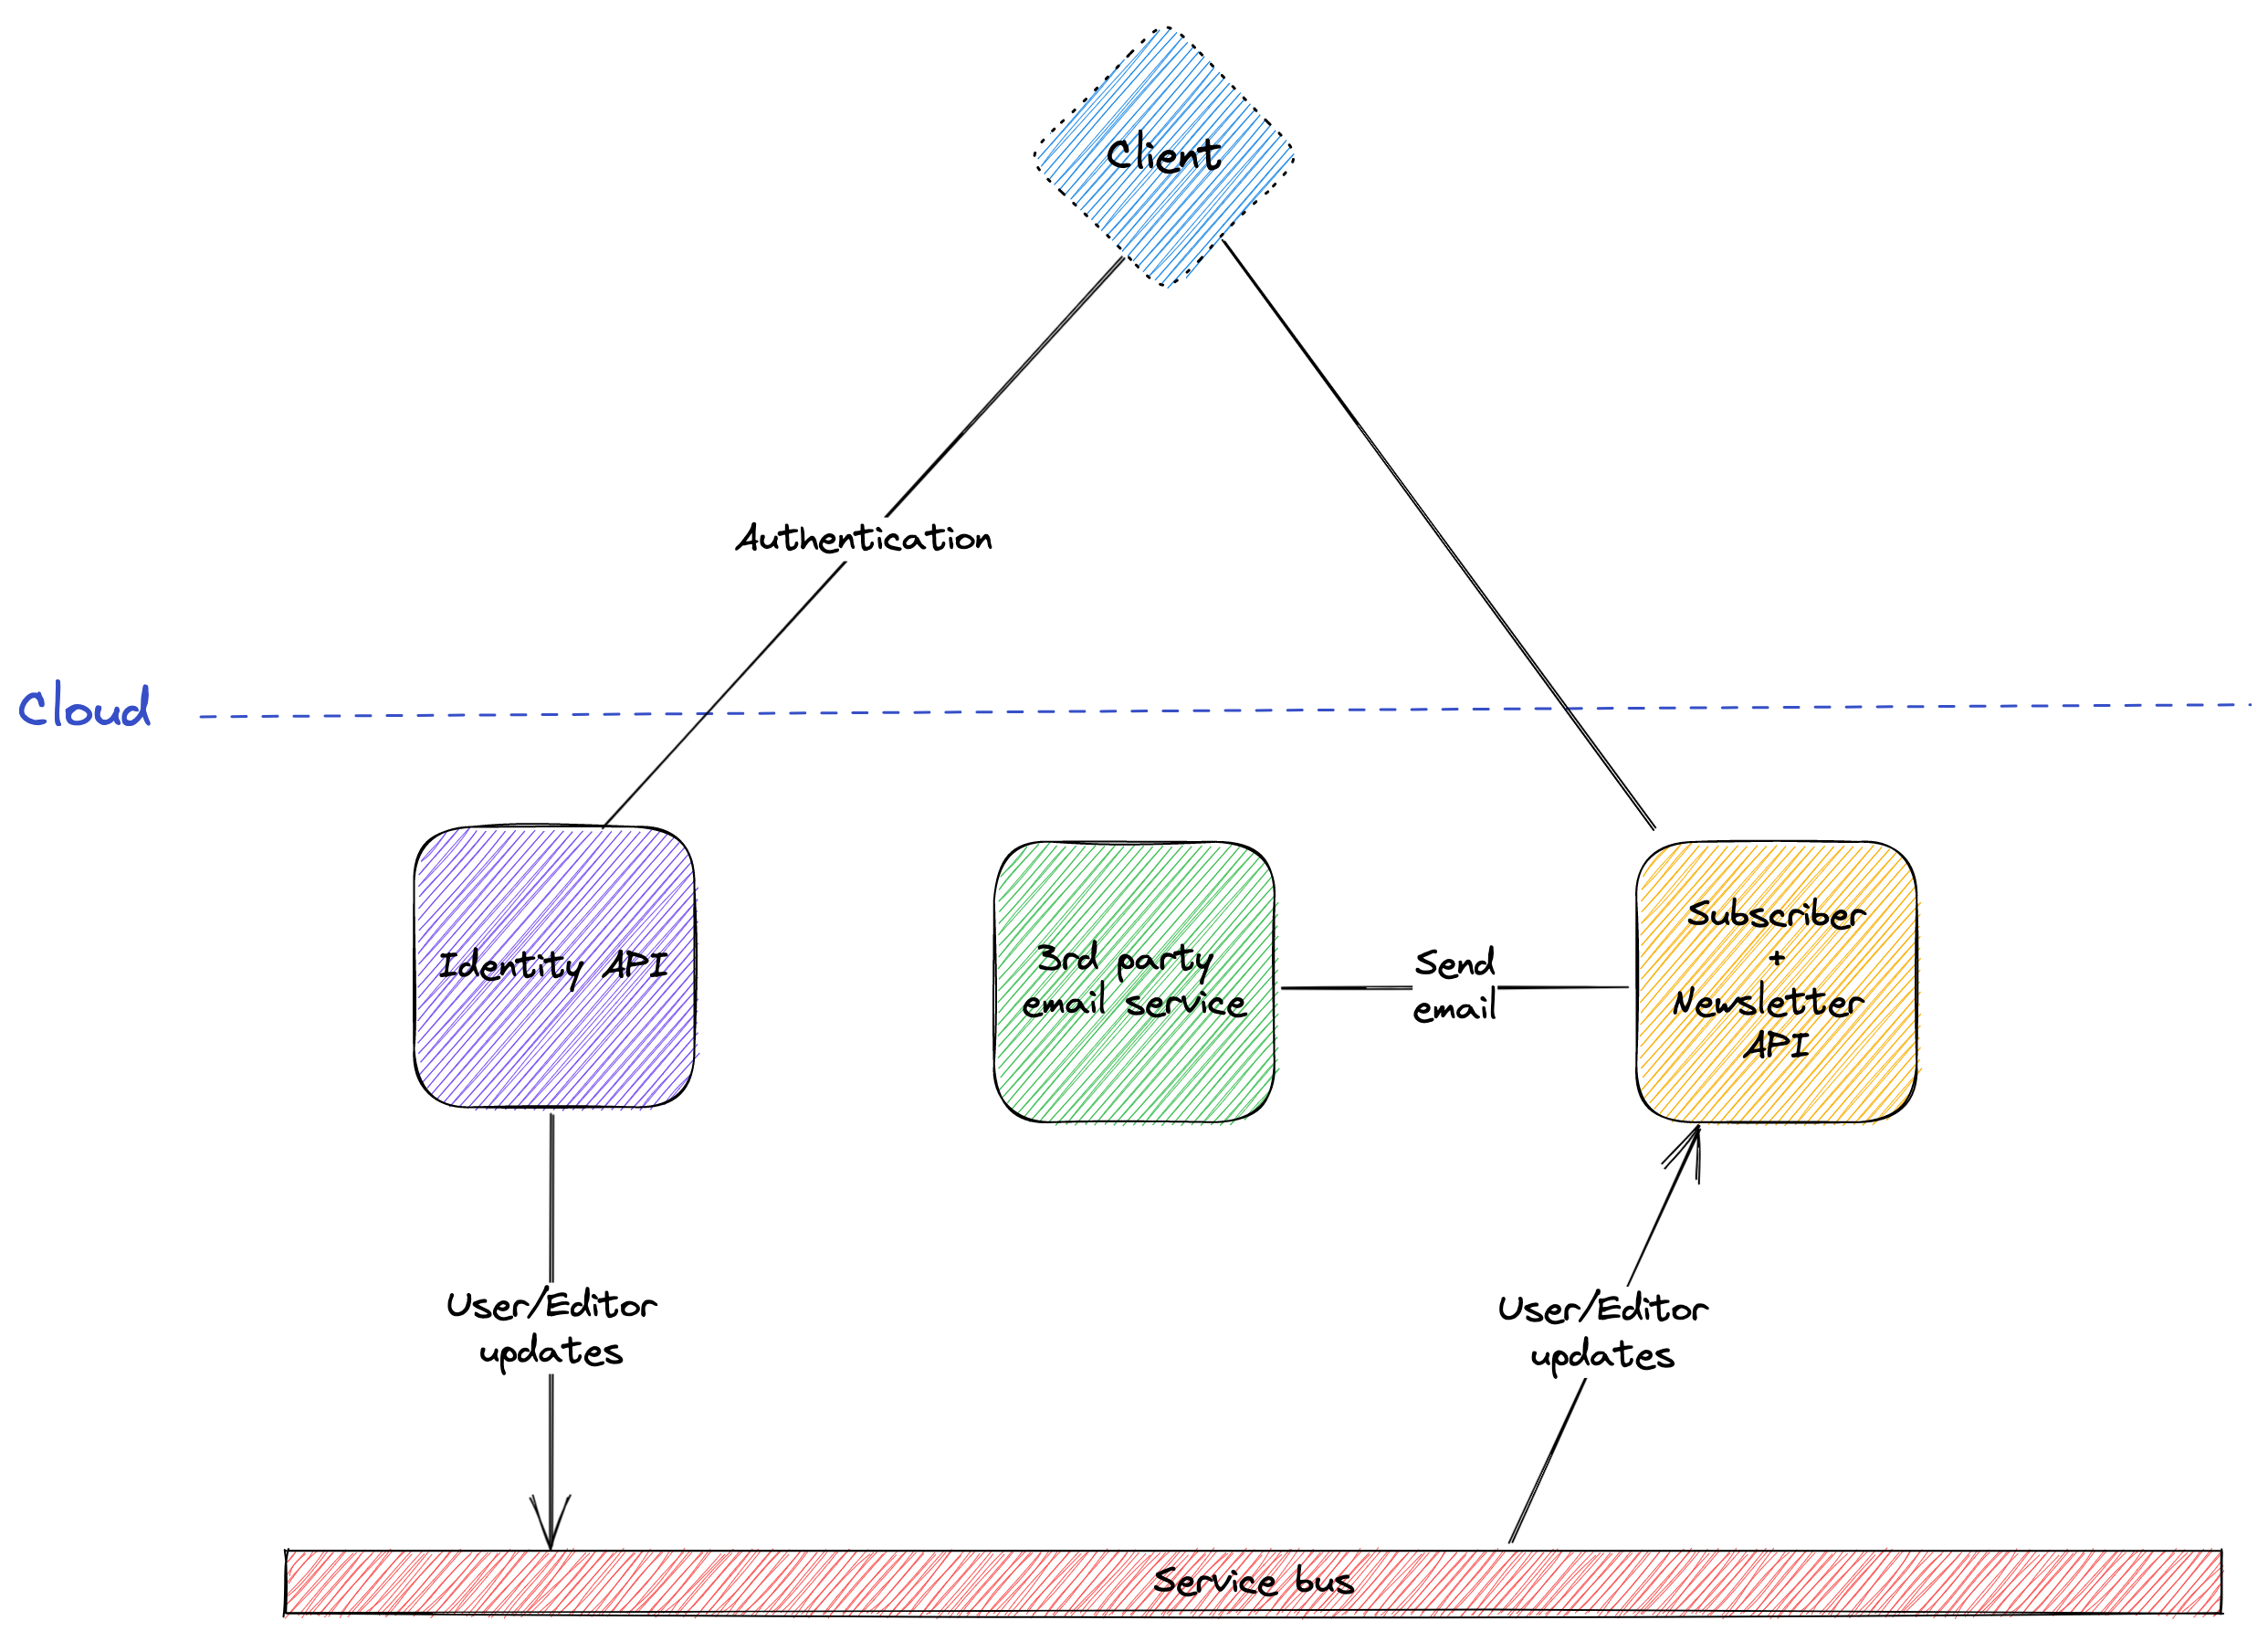 Client
Authentication
Cloud
Identity API
3rd party
email service
Send
email
Subscriber
+
Newsletter
API
User/Editor
updates
User/Editor
updates
Service bus